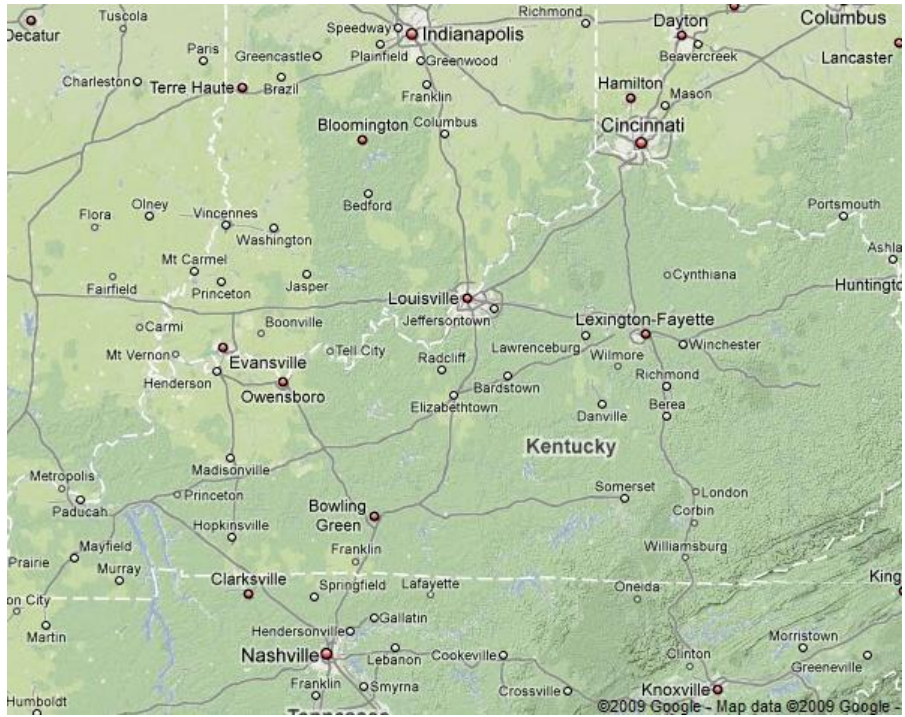 Tuscola
Speedway
Richmond
Dayton
Columbus
Decatur
Indianapolis
Paris
Greencastle
Plainfield
Greenwood
Beavercreek
Lancaster
Charleston
Terre Haute
Brazil
Franklin
Hamilton
Mason
Bloomington
Columbus
Cincinnati
Bedford
Olney
Flora
Vincennes
Washington
Portsmouth
Mt Carmel
Ashla
Fairfield
Princeton
Jasper
Cynthiana
Huntington
Louisville
Jeffersontown
Lexington-Fayette
Carmi
Boonville
Mt Vernon
Evansville
Tell City
Radcliff
Lawrenceburg
Wilmore
Winchester
Henderson
Owensboro
Bardstown
Richmond
Elizabethtown
Danville
Berea
Kentucky
Madisonville
Metropolis
Paducah
Princeton
Somerset
London
Bowling
Green
Corbin
Hopkinsville
Mayfield
Prairie
Franklin
Williamsburg
Murray
Clarksville
Springfield
Lafayette
Oneida
King
on City
Martin
Gallatin
Hendersonville
Nashville
Lebanon
Cookeville
Morristown
Clinton
Greeneville
Franklin
Smyrna
Crossville
Knoxville
Humboldt
Tennessee
©2009 Google - Map data ©2009 Google -